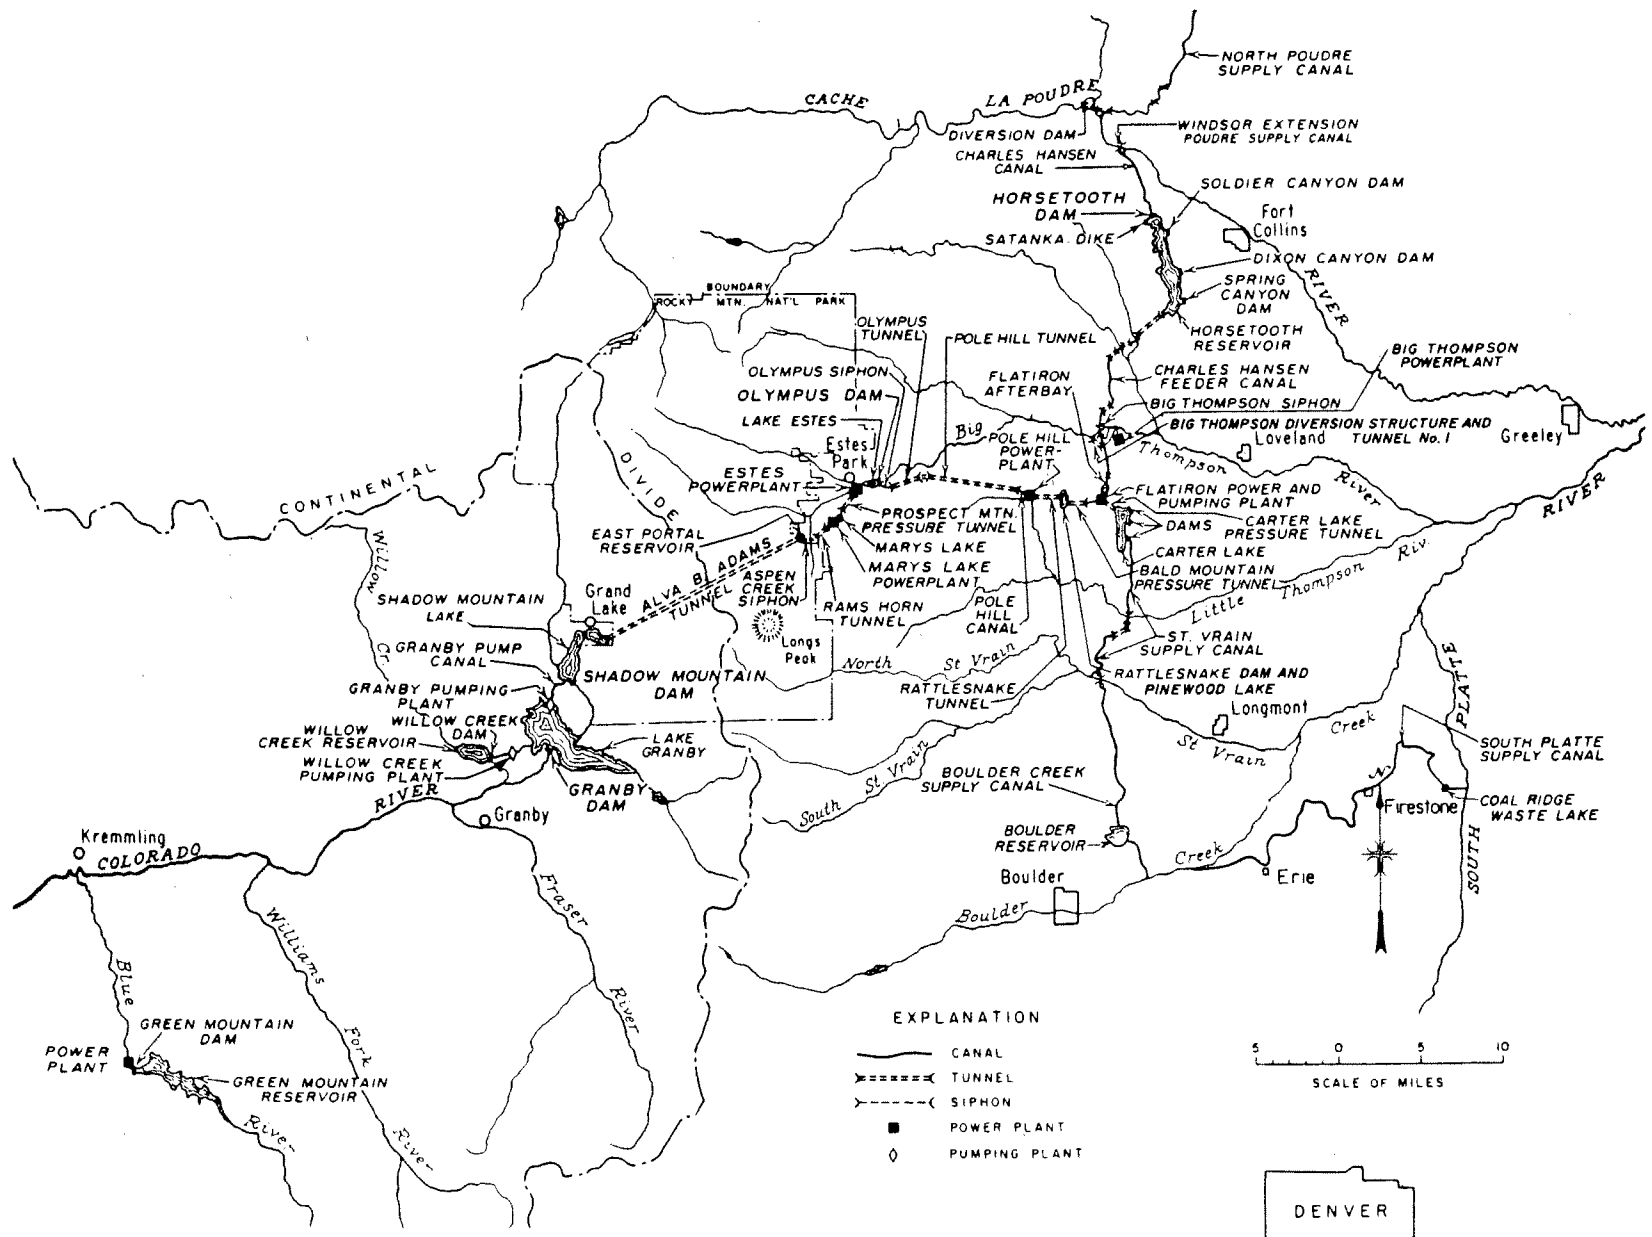 NORTH POUDRE
SUPPLY CANAL
CACHE
LA POUDRE
DIVERSION DAM
WINDSOR EXTENSION
POUDRE SUPPLY CANAL
CHARLES HANSEN
CANAL
SOLDIER CANYON DAM
HORSETOOTH
DAM
Fort
Collins
SATANKA DIKE
DIXON CANYON DAM
SPRING
CANYON
DAM
RIVER
BOUNDARY
ROCKY MTN. NAT'L PARK
OLYMPUS
TUNNEL
POLE HILL TUNNEL
HORSETOOTH
RESERVOIR
BIG THOMPSON
POWERPLANT
OLYMPUS SIPHON
FLATIRON
AFTERBAY
CHARLES HANSEN
FEEDER CANAL
OLYMPUS DAM
BIG THOMPSON SIPHON
LAKE ESTES
BIG THOMPSON DIVERSION STRUCTURE AND
TUNNEL No. 1
Big
Thompson
River
Loveland
Greeley
Estes
Park
POLE HILL
POWER-
PLANT
CONTINENTAL
DIVIDE
ESTES
POWERPLANT
FLATIRON POWER AND
PUMPING PLANT
RIVER
PROSPECT MTN.
PRESSURE TUNNEL
DAMS
CARTER LAKE
PRESSURE TUNNEL
EAST PORTAL
RESERVOIR
MARYS LAKE
CARTER LAKE
MARYS LAKE
POWERPLANT
BALD MOUNTAIN
PRESSURE TUNNEL
Little
Thompson
Riv.
Willow
Cr.
ALVA B. ADAMS
TUNNEL
ASPEN
CREEK
SIPHON
Grand
Lake
SHADOW MOUNTAIN
LAKE
RAMS HORN
TUNNEL
POLE
HILL
CANAL
Longs
Peak
ST. VRAIN
SUPPLY CANAL
GRANBY PUMP
CANAL
North
St Vrain
SHADOW MOUNTAIN
DAM
RATTLESNAKE
TUNNEL
RATTLESNAKE DAM AND
PINEWOOD LAKE
GRANBY PUMPING
PLANT
Longmont
WILLOW CREEK
DAM
WILLOW
CREEK RESERVOIR
LAKE
GRANBY
St
Vrain
Creek
PLATTE
SOUTH PLATTE
SUPPLY CANAL
WILLOW CREEK
PUMPING PLANT
South
St. Vrain
BOULDER CREEK
SUPPLY CANAL
N.
RIVER
GRANBY
DAM
Firestone
COAL RIDGE
WASTE LAKE
Granby
Kremmling
COLORADO
BOULDER
RESERVOIR
Creek
Erie
SOUTH
Boulder
Boulder
Fraser
River
Williams
Fork
River
Blue
River
GREEN MOUNTAIN
DAM
POWER
PLANT
GREEN MOUNTAIN
RESERVOIR
EXPLANATION
CANAL
TUNNEL
SIPHON
POWER PLANT
PUMPING PLANT
5 0 5 10
SCALE OF MILES
DENVER